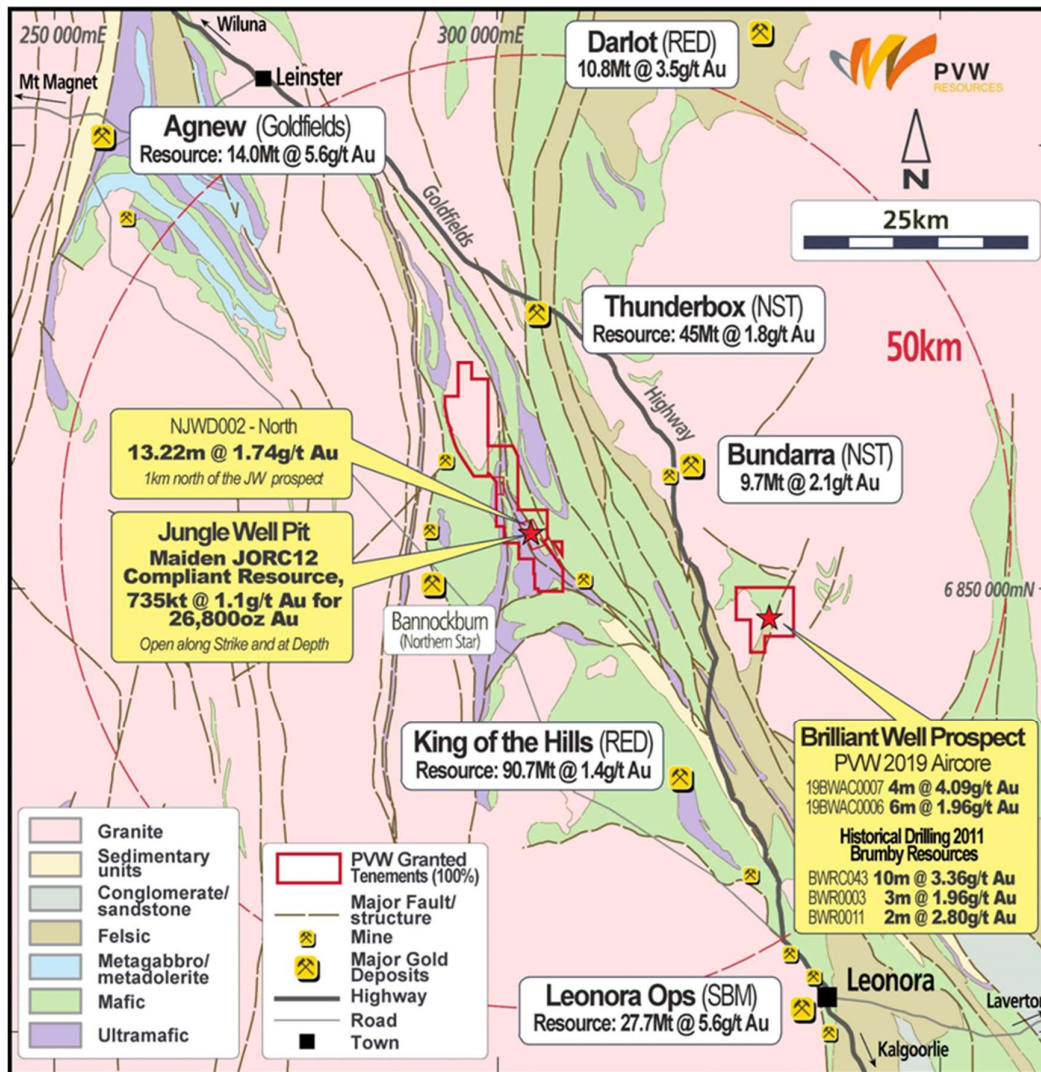 250 000mE
Wiluna
300 000mE
Darlot (RED)
10.8Mt @ 3.5g/t Au
PVW
RESOURCES
Mt Magnet
Leinster
Agnew (Goldfields)
Resource: 14.0Mt @ 5.6g/t Au
N
25km
Goldfields
Highway
Thunderbox (NST)
Resource: 45Mt @ 1.8g/t Au
50km
NJWD002 - North
13.22m @ 1.74g/t Au
1km north of the JW prospect
Bundarra (NST)
9.7Mt @ 2.1g/t Au
Jungle Well Pit
Maiden JORC12
Compliant Resource,
735kt @ 1.1g/t Au for
26,800oz Au
Open along Strike and at Depth
Bannockburn
(Northern Star)
6 850 000mN
King of the Hills (RED)
Resource: 90.7Mt @ 1.4g/t Au
Brilliant Well Prospect
PVW 2019 Aircore
19BWAC0007 4m @ 4.09g/t Au
19BWAC0006 6m @ 1.96g/t Au
Historical Drilling 2011
Brumby Resources
BWRC043 10m @ 3.36g/t Au
BWR0003 3m @ 1.96g/t Au
BWR0011 2m @ 2.80g/t Au
Granite
Sedimentary
units
Conglomerate/
sandstone
Felsic
Metagabbro/
metadolerite
Mafic
Ultramafic
PVW Granted
Tenements (100%)
Major Fault/
structure
Mine
Major Gold
Deposits
Highway
Road
Town
Leonora Ops (SBM)
Resource: 27.7Mt @ 5.6g/t Au
Leonora
Laverton
Kalgoorlie